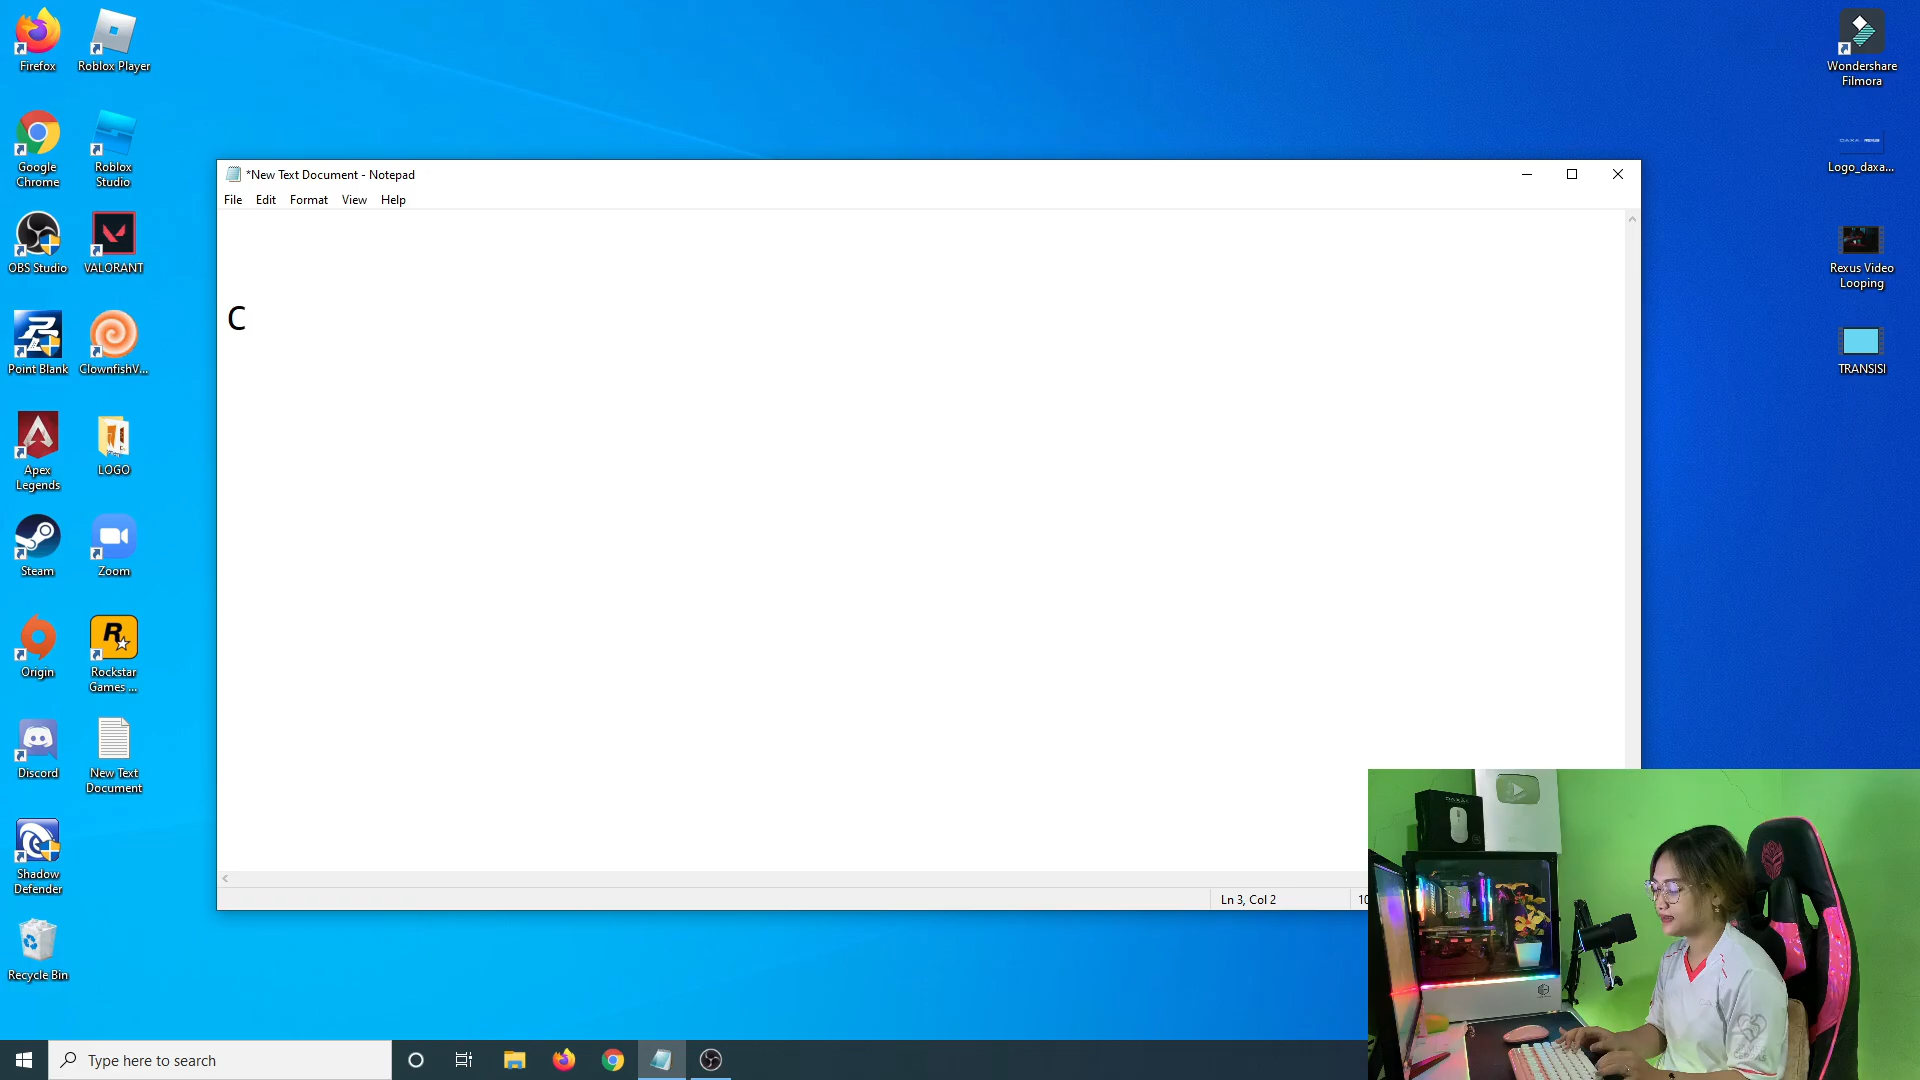 Firefox
Roblox Player
Wondershare
Filmora
Google
Chrome
Roblox
Studio
Logo_daxa...
*New Text Document - Notepad
File Edit Format View Help
OBS Studio
VALORANT
Rexus Video
Looping
C
Point Blank
ClownfishV...
TRANSISI
Apex
Legends
LOGO
Steam
Zoom
Origin
Rockstar
Games ...
Discord
New Text
Document
Shadow
Defender
Ln 3, Col 2
10
Recycle Bin
Type here to search